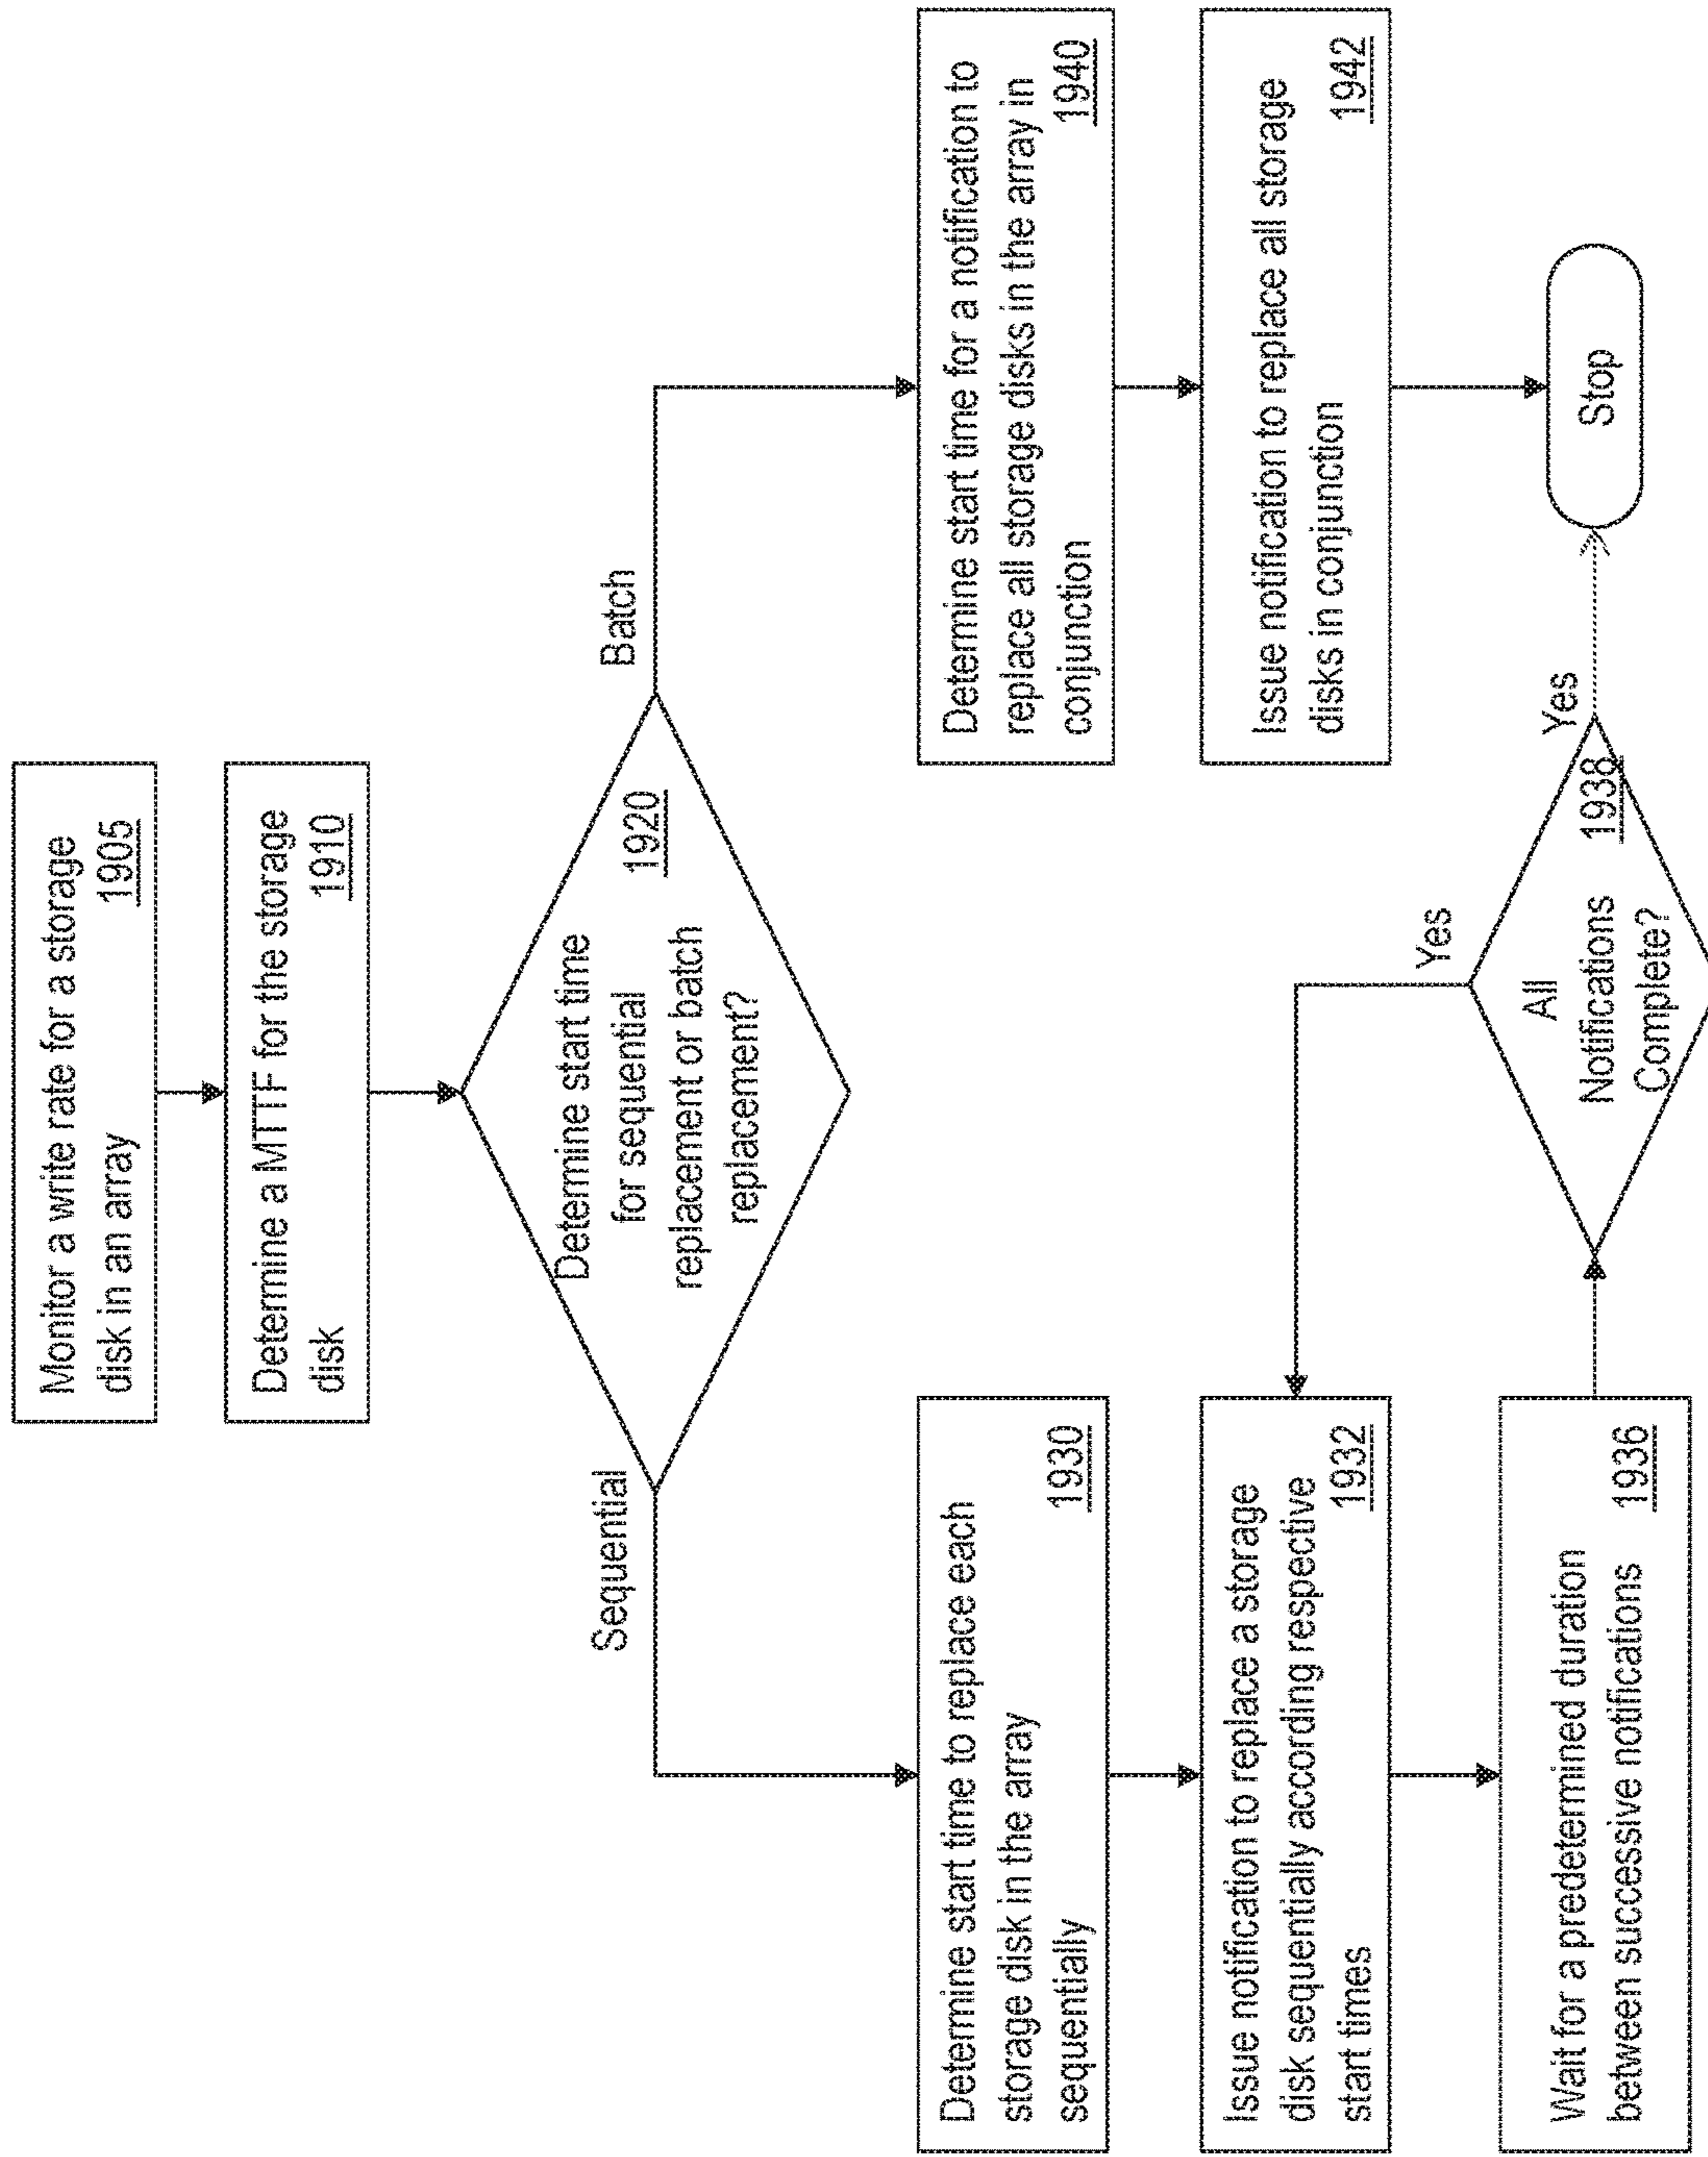 Monitor a write rate for a storage
disk in an array 1905
Determine a MTTF for the storage
disk 1910
Determine start time
for sequential 1920
replacement or batch
replacement?
Sequential
Batch
Determine start time to replace each
storage disk in the array
sequentially 1930
Determine start time for a notification to
replace all storage disks in the array in
conjunction 1940
Issue notification to replace a storage
disk sequentially according respective
start times 1932
Issue notification to replace all storage
disks in conjunction 1942
Wait for a predetermined duration
between successive notifications 1936
Yes
All
Notifications 1938
Complete?
Yes
Stop